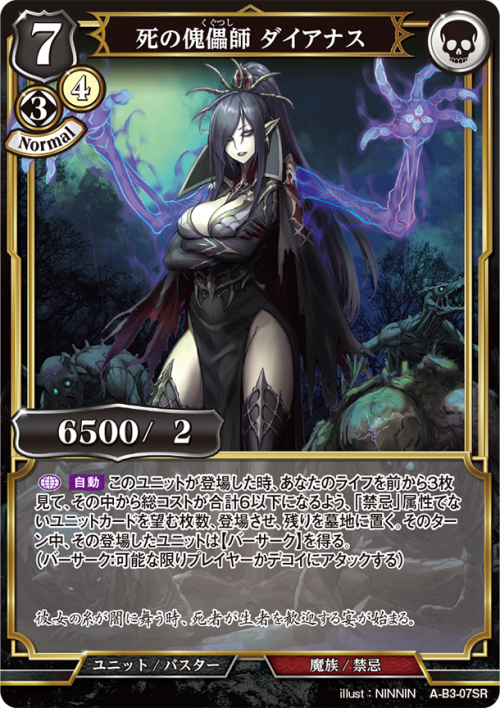 7
くぐつし
死の傀儡師 ダイアナス
3
4
Normal
6500/ 2
自動 このユニットが登場した時、あなたのライフを前から3枚
見て、その中から総コストが合計6以下になるよう、「禁忌」属性でな
いユニットカードを望む枚数、登場させ、残りを墓地に置く。そのター
ン中、その登場したユニットは【バーサーク】を得る。
(バーサーク:可能な限りプレイヤーかデコイにアタックする)
彼女の糸が闇に舞う時、死者が生者を歓迎する宴が始まる。
ユニット / バスター
魔族 / 禁忌
illust : NINNIN A-B3-07SR